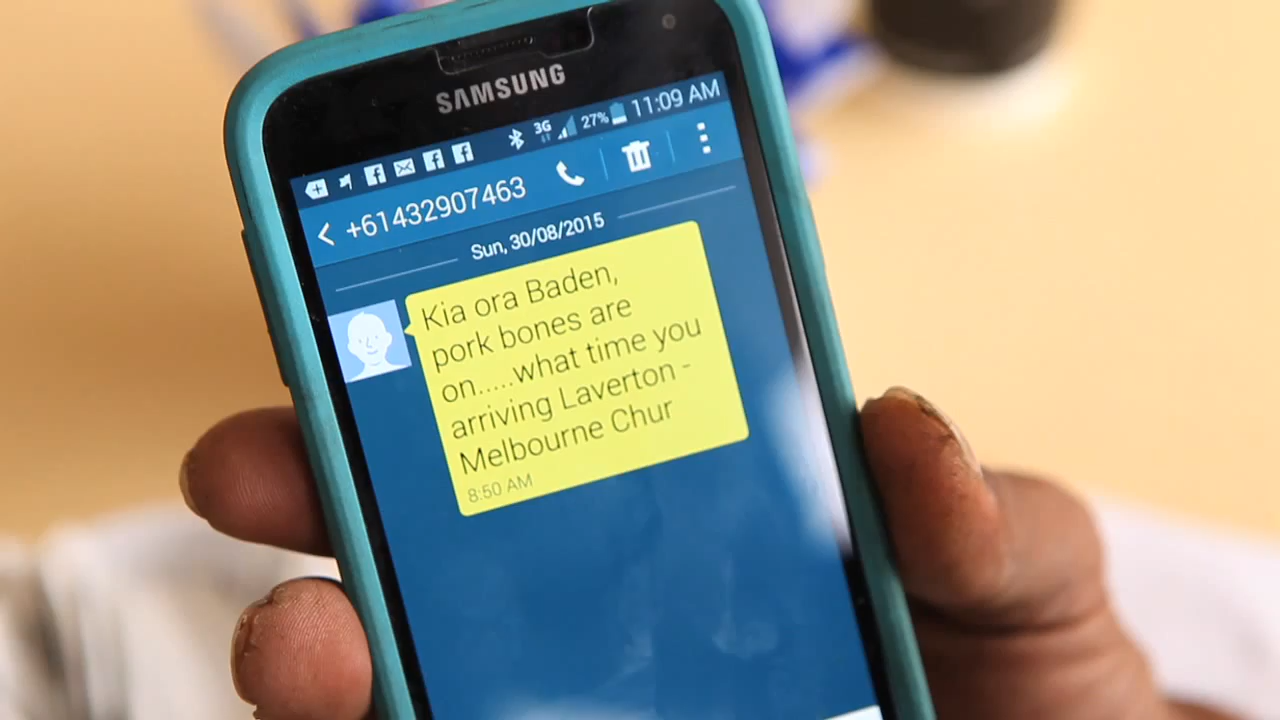 SAMSUNG
3G 27% 11:09 AM
+61432907463
Sun, 30/08/2015
Kia ora Baden,
pork bones are
on.....what time you
arriving Laverton -
Melbourne Chur
8:50 AM